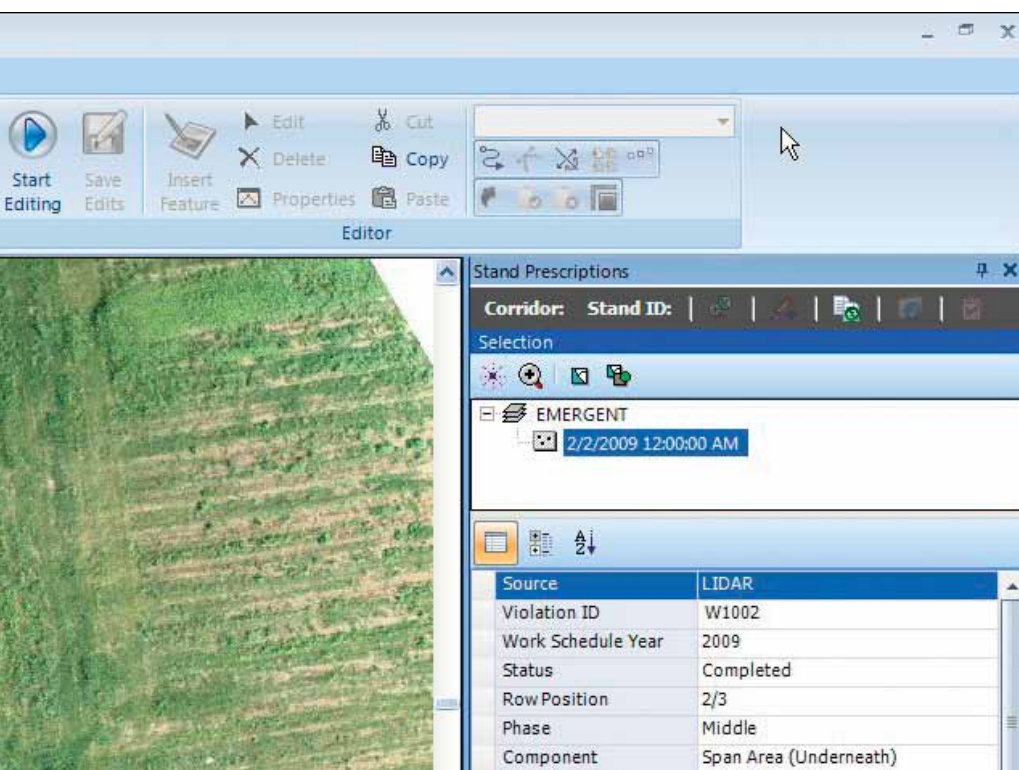 Start Editing
Save Edits
Insert Feature
Edit
Delete
Properties
Cut
Copy
Paste
Editor
Stand Prescriptions
Corridor: Stand ID:
Selection
EMERGENT
2/2/2009 12:00:00 AM
Source LIDAR
Violation ID W1002
Work Schedule Year 2009
Status Completed
Row Position 2/3
Phase Middle
Component Span Area (Underneath)